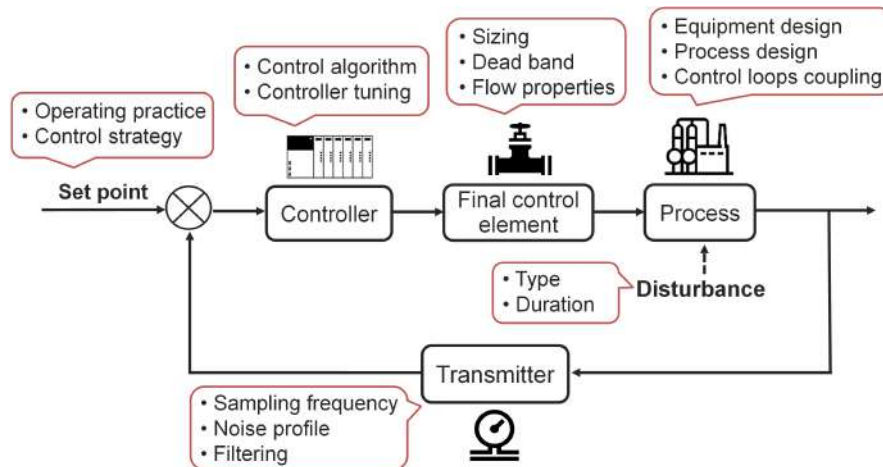 • Operating practice
• Control strategy
• Control algorithm
• Controller tuning
• Sizing
• Dead band
• Flow properties
• Equipment design
• Process design
• Control loops coupling
Set point
Controller
Final control
element
Process
• Type
• Duration
Disturbance
Transmitter
• Sampling frequency
• Noise profile
• Filtering